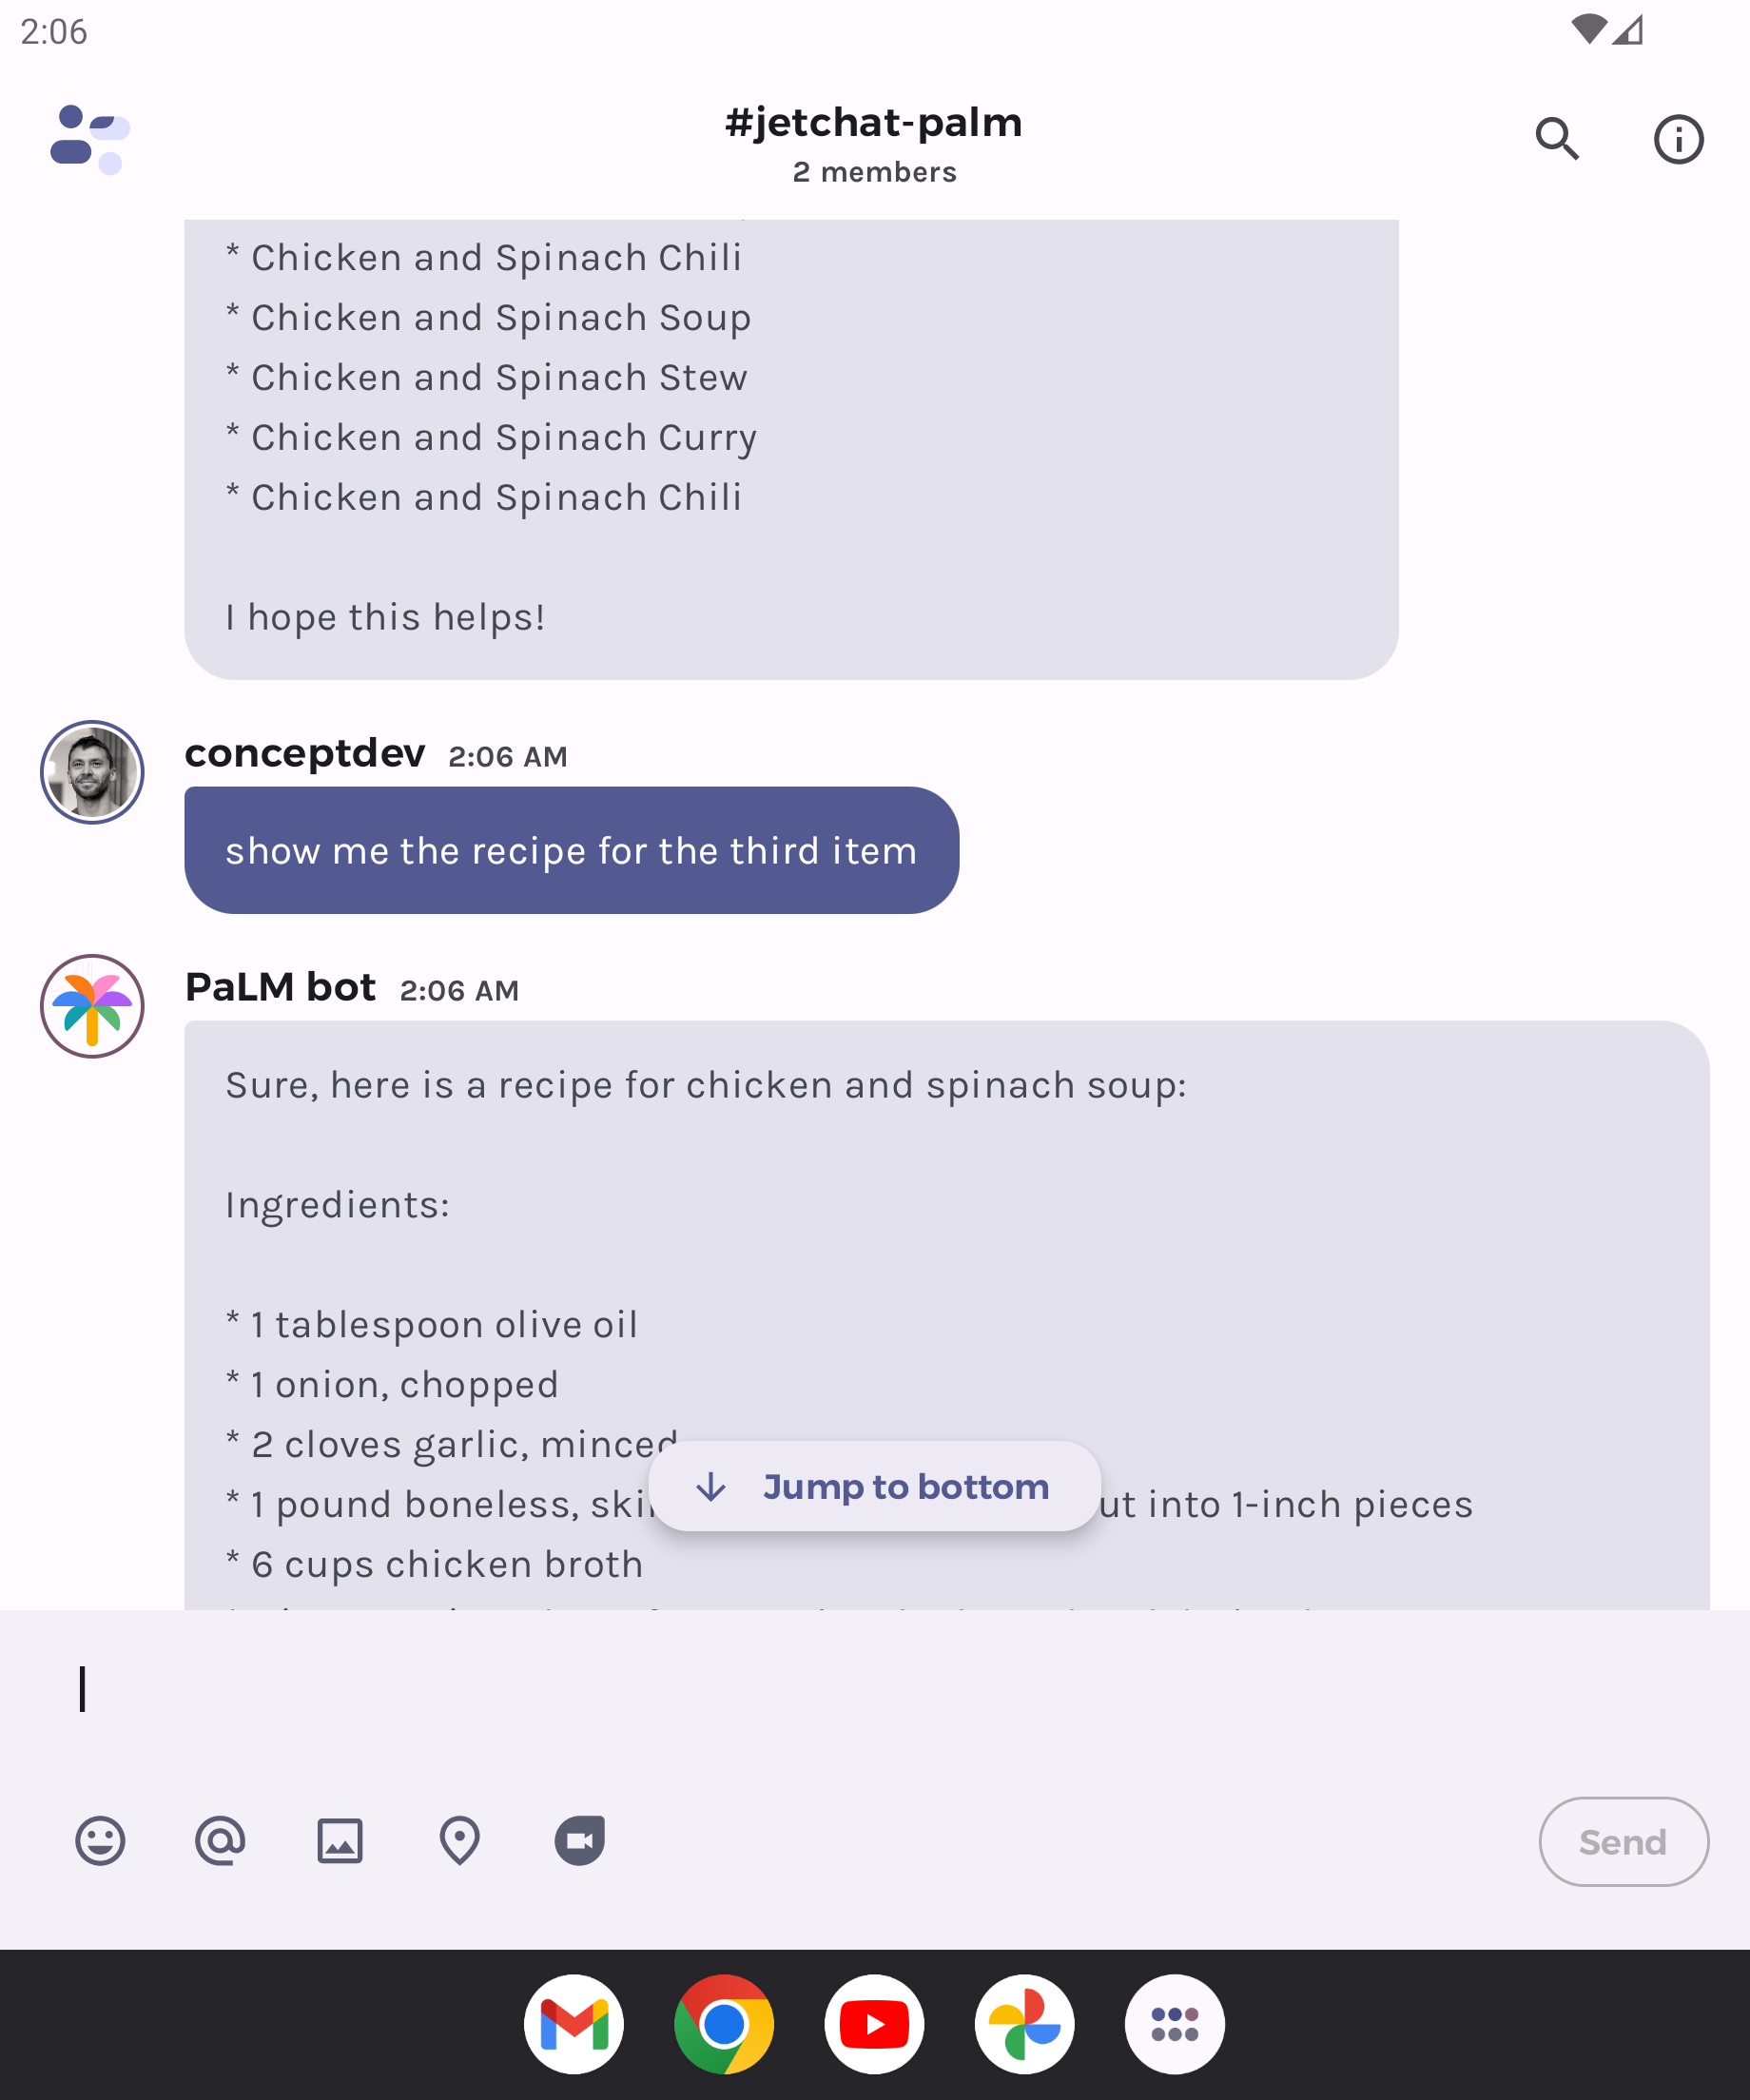 2:06
#jetchat-palm
2 members
* Chicken and Spinach Chili
* Chicken and Spinach Soup
* Chicken and Spinach Stew
* Chicken and Spinach Curry
* Chicken and Spinach Chili
I hope this helps!
conceptdev 2:06 AM
show me the recipe for the third item
PaLM bot 2:06 AM
Sure, here is a recipe for chicken and spinach soup:
Ingredients:
* 1 tablespoon olive oil
* 1 onion, chopped
* 2 cloves garlic, minced
* 1 pound boneless, into 1-inch pieces
Jump to bottom
* 6 cups chicken broth
Send